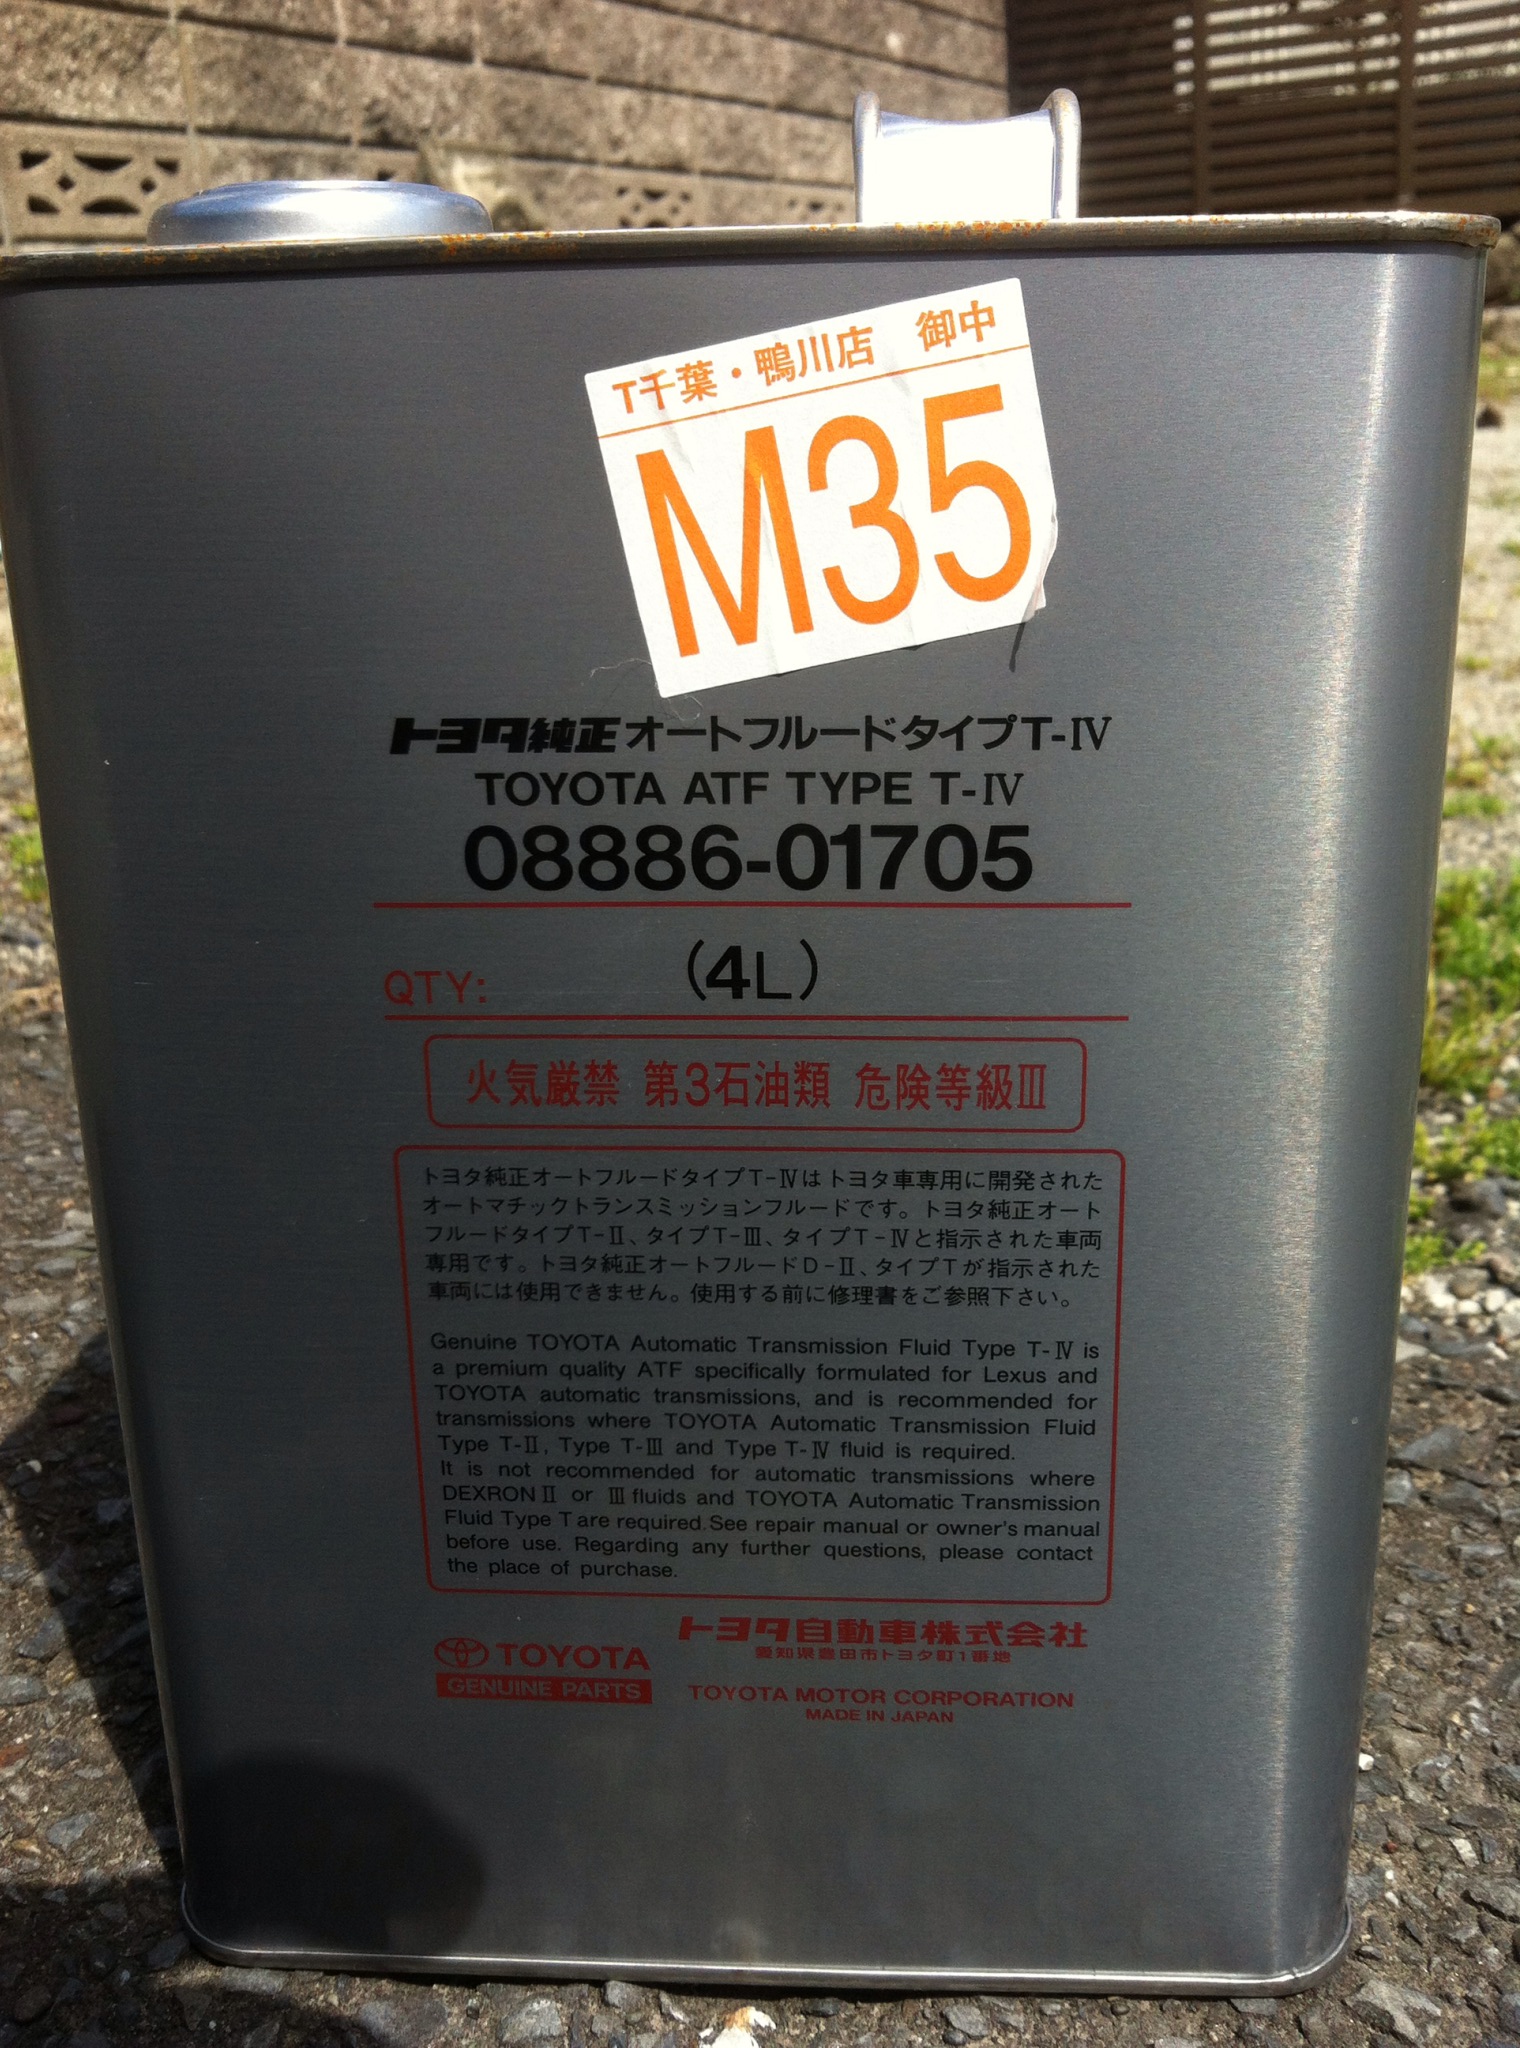 T千葉・鴨川店 御中
M35
トヨタ純正オートフルードタイプT-Ⅳ
TOYOTA ATF TYPE T-Ⅳ
08886-01705
QTY: (4L)
火気厳禁 第3石油類 危険等級Ⅲ
トヨタ純正オートフルードタイプT-Ⅳはトヨタ車専用に開発された
オートマチックトランスミッションフルードです。トヨタ純正オート
フルードタイプT-Ⅱ、タイプT-Ⅲ、タイプT-Ⅳと指示された車両
専用です。トヨタ純正オートフルードD-Ⅱ、タイプTが指示された
車両には使用できません。使用する前に修理書をご参照下さい。
Genuine TOYOTA Automatic Transmission Fluid Type T-Ⅳ is
a premium quality ATF specifically formulated for Lexus and
TOYOTA automatic transmissions, and is recommended for
transmissions where TOYOTA Automatic Transmission Fluid
Type T-Ⅱ, Type T-Ⅲ and Type T-Ⅳ fluid is required.
It is not recommended for automatic transmissions where
DEXRONⅡ or Ⅲ fluids and TOYOTA Automatic Transmission
Fluid Type T are required. See repair manual or owner's manual
before use. Regarding any further questions, please contact
the place of purchase.
TOYOTA
GENUINE PARTS
トヨタ自動車株式会社
愛知県豊田市トヨタ町1番地
TOYOTA MOTOR CORPORATION
MADE IN JAPAN